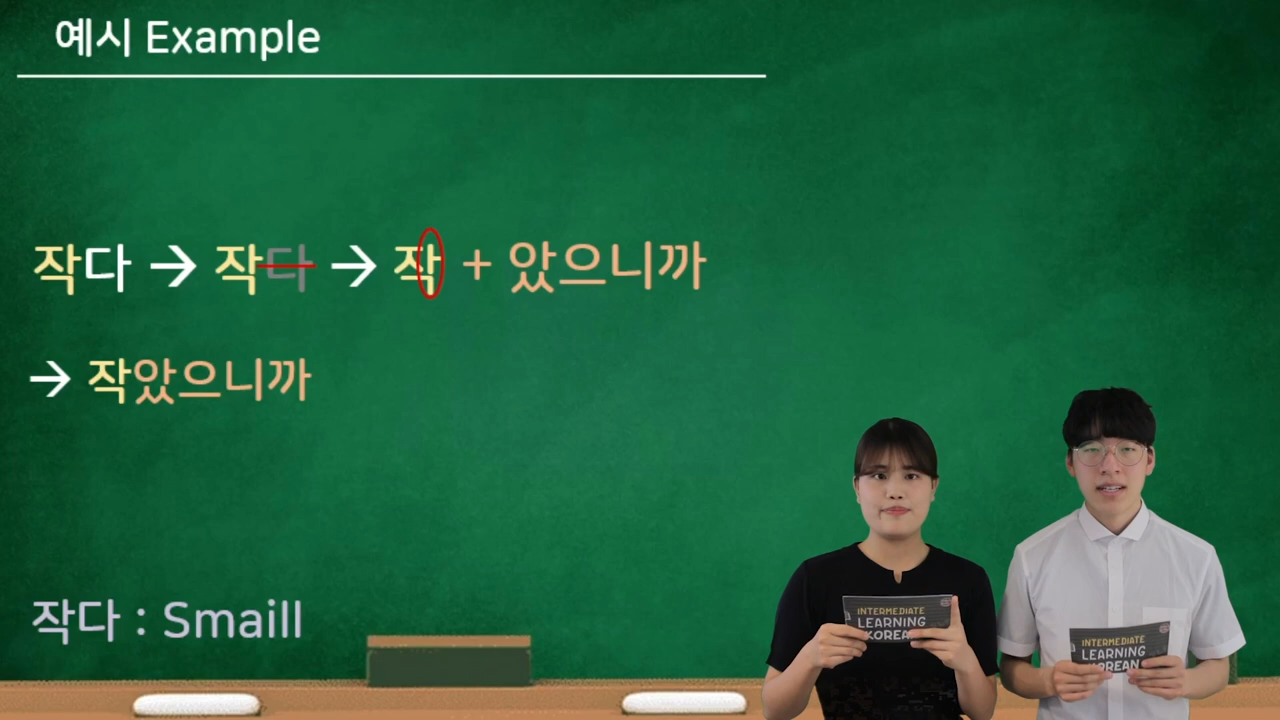 예시 Example
작다 → 작다 → 작 + 았으니까
→ 작았으니까
작다 : Smaill
INTERMEDIATE
LEARNING
KOREAN
INTERMEDIATE
LEARNING
KOREAN